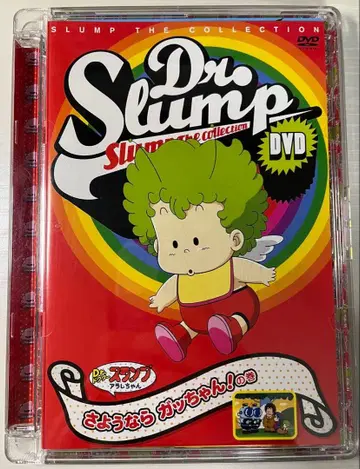 SLUMP THE COLLECTION
DVD
Dr.
Slump
Slump The Collection
DVD
Dr.スランプ
アラレちゃん
さようなら ガッちゃん!の巻